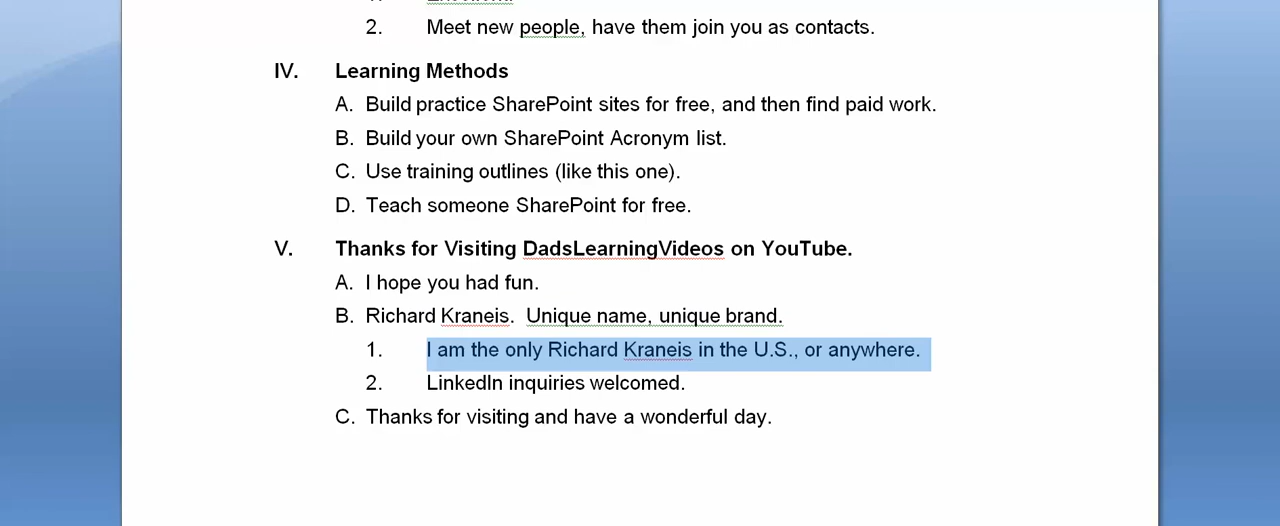 2. Meet new people, have them join you as contacts.
IV. Learning Methods
A. Build practice SharePoint sites for free, and then find paid work.
B. Build your own SharePoint Acronym list.
C. Use training outlines (like this one).
D. Teach someone SharePoint for free.
V. Thanks for Visiting DadsLearningVideos on YouTube.
A. I hope you had fun.
B. Richard Kraneis.  Unique name, unique brand.
1. I am the only Richard Kraneis in the U.S., or anywhere.
2. LinkedIn inquiries welcomed.
C. Thanks for visiting and have a wonderful day.